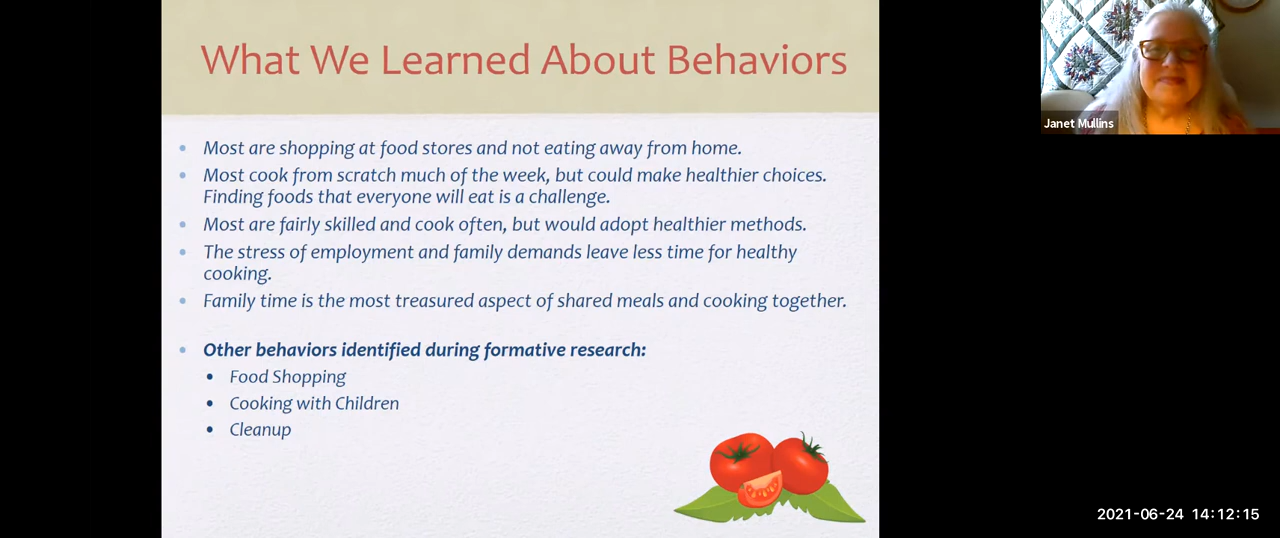 What We Learned About Behaviors
• Most are shopping at food stores and not eating away from home.
• Most cook from scratch much of the week, but could make healthier choices.
Finding foods that everyone will eat is a challenge.
• Most are fairly skilled and cook often, but would adopt healthier methods.
• The stress of employment and family demands leave less time for healthy
cooking.
• Family time is the most treasured aspect of shared meals and cooking together.
• Other behaviors identified during formative research:
• Food Shopping
• Cooking with Children
• Cleanup
Janet Mullins
2021-06-24 14:12:15